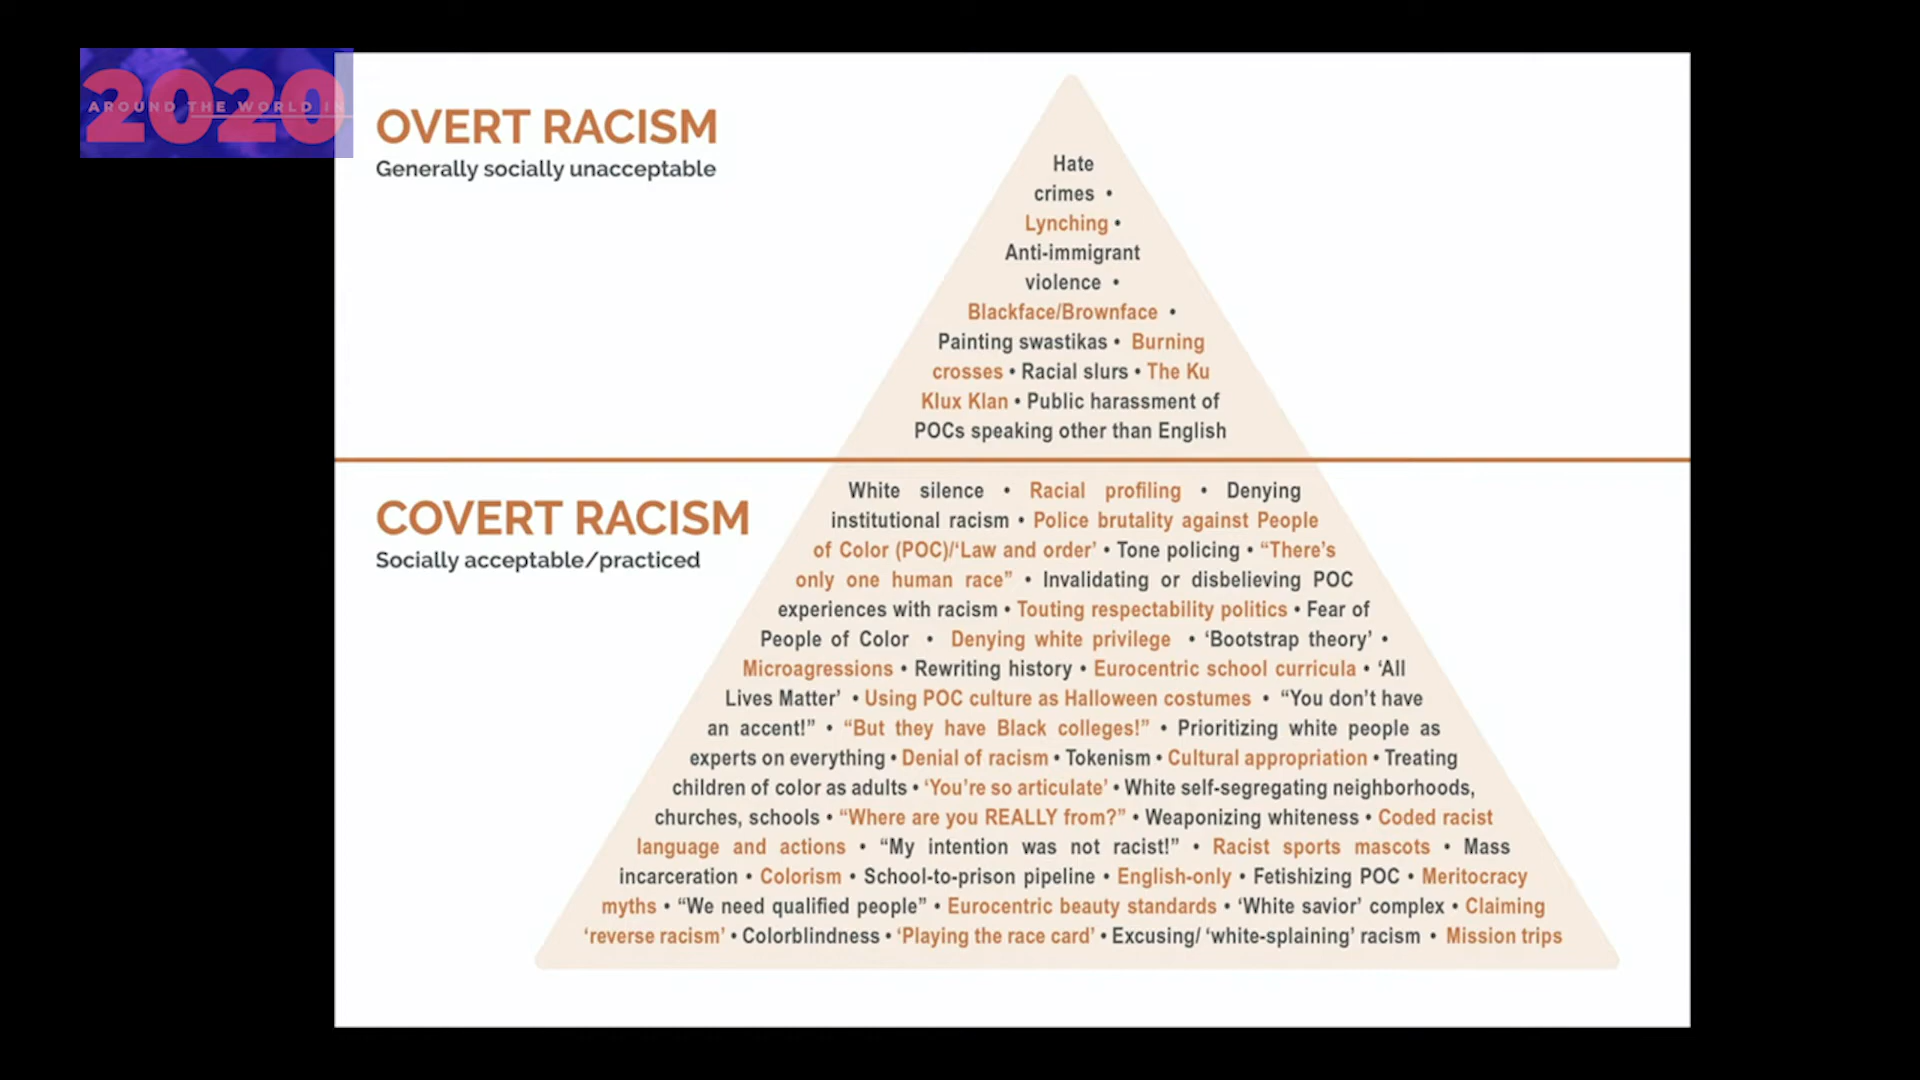 2020
AROUND THE WORLD IN
OVERT RACISM
Generally socially unacceptable
Hate
crimes •
Lynching •
Anti-immigrant
violence •
Blackface/Brownface •
Painting swastikas • Burning
crosses • Racial slurs • The Ku
Klux Klan • Public harassment of
POCs speaking other than English
COVERT RACISM
Socially acceptable/practiced
White silence • Racial profiling • Denying
institutional racism • Police brutality against People
of Color (POC)/‘Law and order’ • Tone policing • “There’s
only one human race” • Invalidating or disbelieving POC
experiences with racism • Touting respectability politics • Fear of
People of Color • Denying white privilege • ‘Bootstrap theory’ •
Microagressions • Rewriting history • Eurocentric school curricula • ‘All
Lives Matter’ • Using POC culture as Halloween costumes • “You don’t have
an accent!” • “But they have Black colleges!” • Prioritizing white people as
experts on everything • Denial of racism • Tokenism • Cultural appropriation • Treating
children of color as adults • ‘You’re so articulate’ • White self-segregating neighborhoods,
churches, schools • “Where are you REALLY from?” • Weaponizing whiteness • Coded racist
language and actions • “My intention was not racist!” • Racist sports mascots • Mass
incarceration • Colorism • School-to-prison pipeline • English-only • Fetishizing POC • Meritocracy
myths • “We need qualified people” • Eurocentric beauty standards • ‘White savior’ complex • Claiming
‘reverse racism’ • Colorblindness • ‘Playing the race card’ • Excusing/ ‘white-splaining’ racism • Mission trips